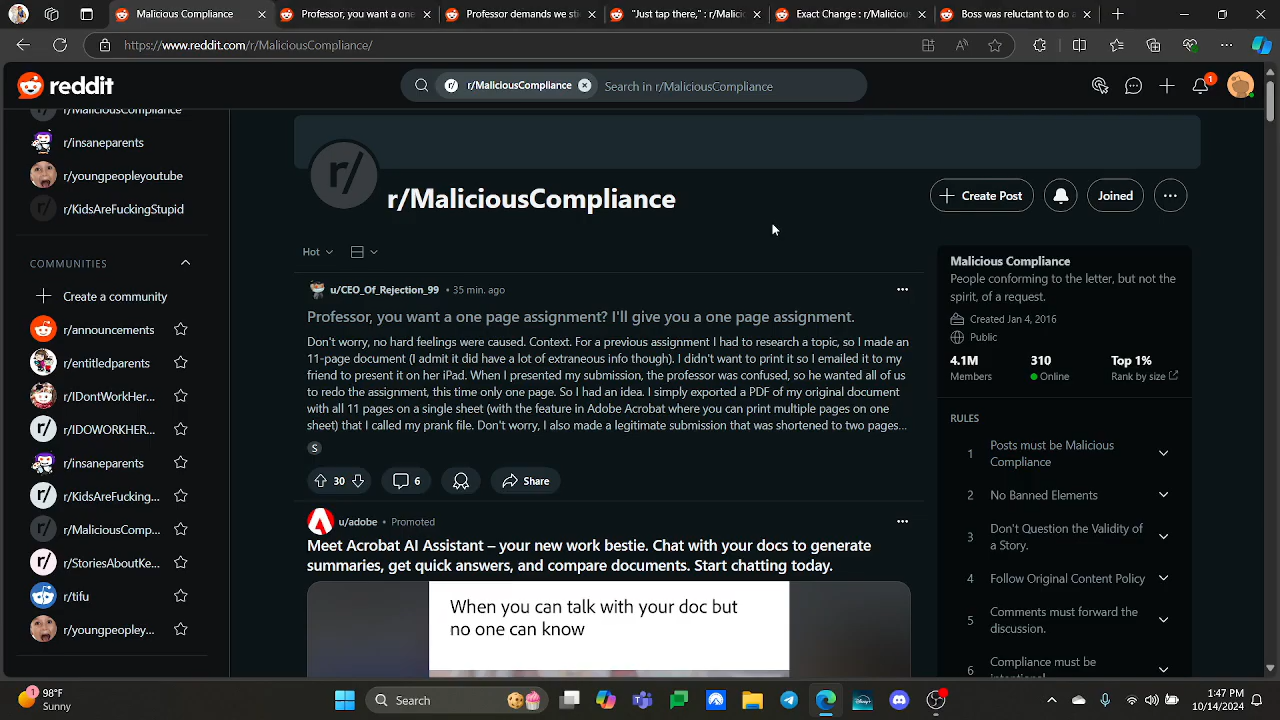 Malicious Compliance
Professor, you want a one
Professor demands we sti
"Just tap there," : r/Malici
Exact Change : r/Malicious
Boss was reluctant to do a
https://www.reddit.com/r/MaliciousCompliance/
reddit
r/MaliciousCompliance
Search in r/MaliciousCompliance
1
r/MaliciousCompliance
r/insaneparents
r/youngpeopleyoutube
r/KidsAreFuckingStupid
COMMUNITIES
Create a community
r/announcements
r/entitledparents
r/IDontWorkHer...
r/IDOWORKHER...
r/insaneparents
r/KidsAreFucking...
r/MaliciousComp...
r/StoriesAboutKe...
r/tifu
r/youngpeopley...
r/
r/MaliciousCompliance
Create Post
Joined
Hot
u/CEO_Of_Rejection_99 • 35 min. ago
Professor, you want a one page assignment? I'll give you a one page assignment.
Don't worry, no hard feelings were caused. Context. For a previous assignment I had to research a topic, so I made an
11-page document (I admit it did have a lot of extraneous info though). I didn't want to print it so I emailed it to my
friend to present it on her iPad. When I presented my submission, the professor was confused, so he wanted all of us
to redo the assignment, this time only one page. So I had an idea. I simply exported a PDF of my original document
with all 11 pages on a single sheet (with the feature in Adobe Acrobat where you can print multiple pages on one
sheet) that I called my prank file. Don't worry, I also made a legitimate submission that was shortened to two pages...
S
30
6
Share
u/adobe • Promoted
Meet Acrobat AI Assistant – your new work bestie. Chat with your docs to generate
summaries, get quick answers, and compare documents. Start chatting today.
When you can talk with your doc but
no one can know
Malicious Compliance
People conforming to the letter, but not the
spirit, of a request.
Created Jan 4, 2016
Public
4.1M 310 Top 1%
Members Online Rank by size
RULES
1 Posts must be Malicious
Compliance
2 No Banned Elements
3 Don't Question the Validity of
a Story.
4 Follow Original Content Policy
5 Comments must forward the
discussion.
6 Compliance must be
intentional.
1
98°F
Sunny
Search
1:47 PM
10/14/2024